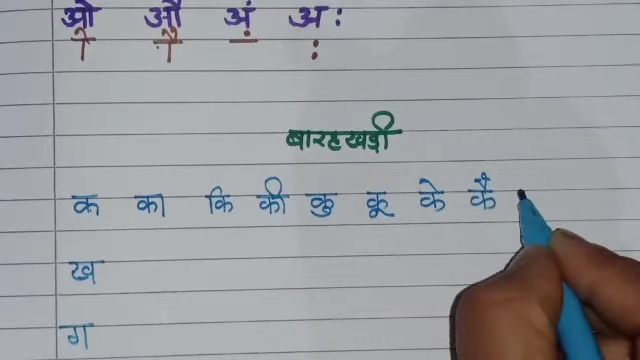 ओ औ अं अः
ो ौ ं ः
बारहखड़ी
क का कि की कु कू के कै
ख
ग